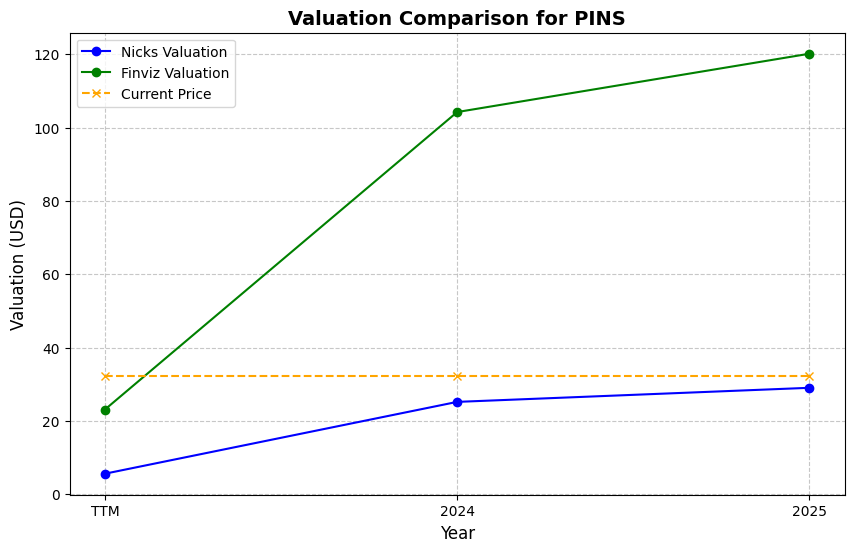 Valuation Comparison for PINS
Nicks Valuation
Finviz Valuation
Current Price
Valuation (USD)
120
100
80
60
40
20
0
TTM 2024 2025
Year